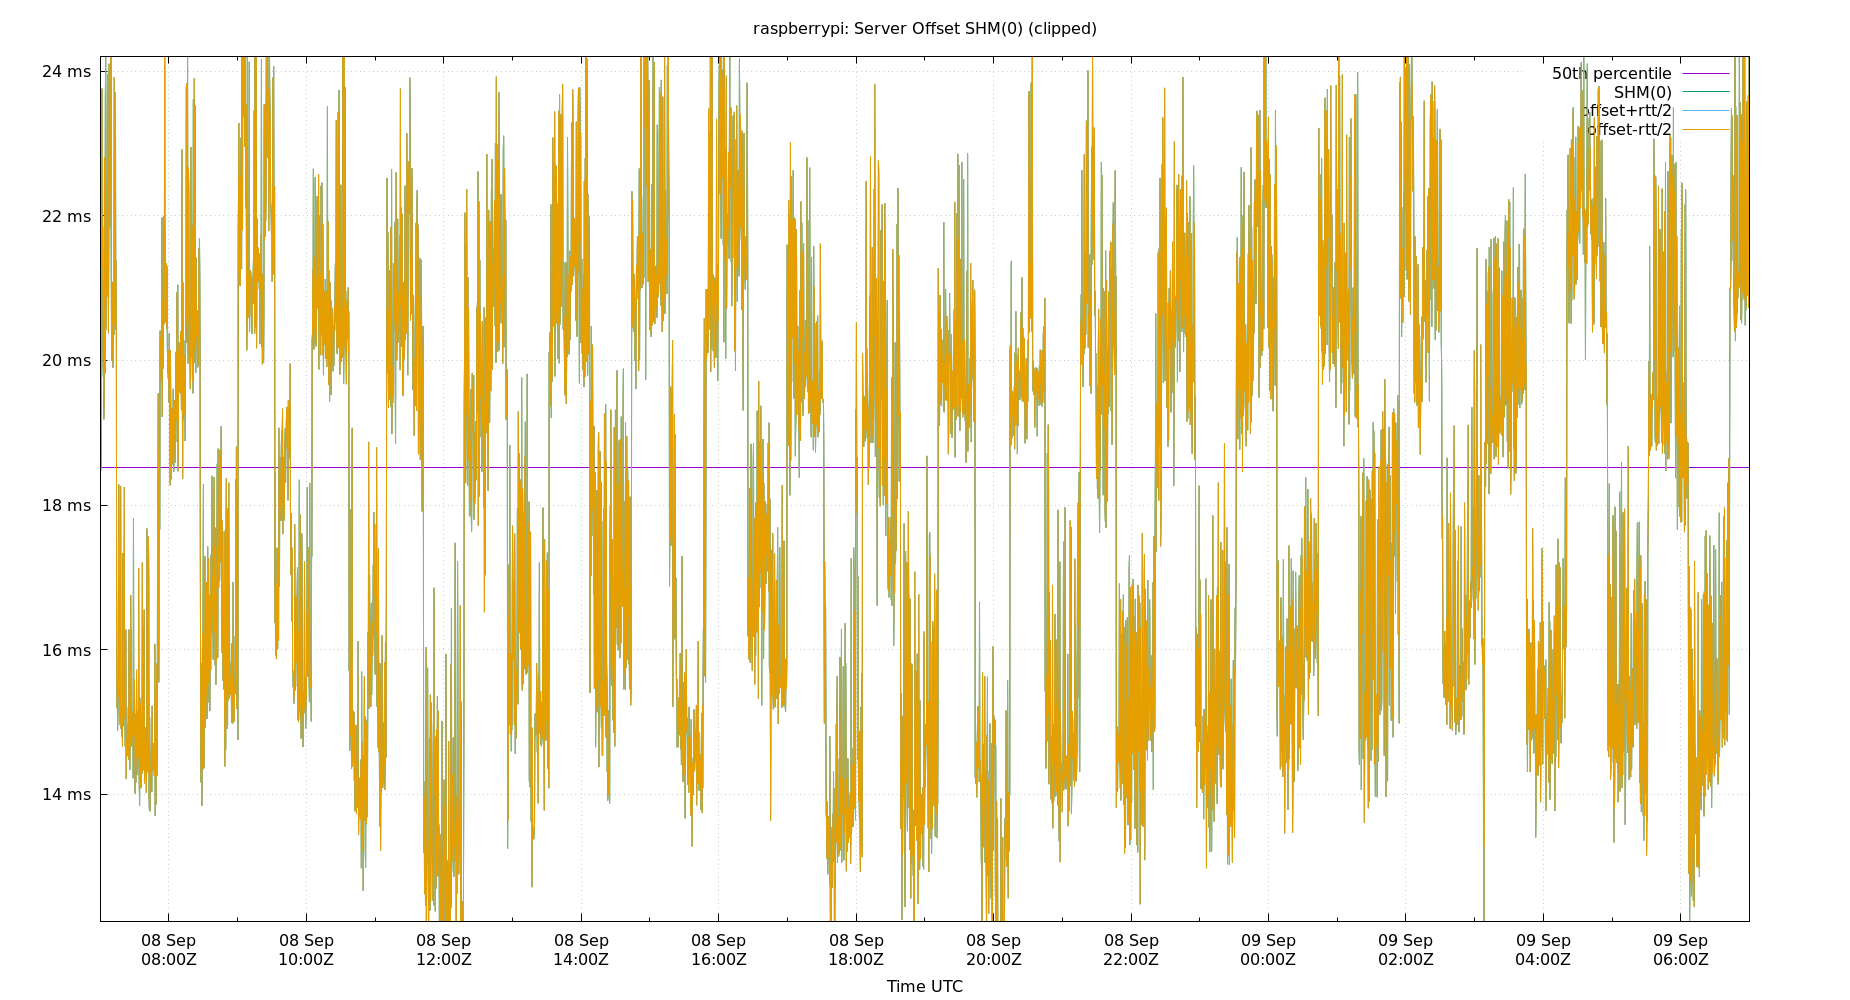 raspberrypi: Server Offset SHM(0) (clipped)
24 ms
22 ms
20 ms
18 ms
16 ms
14 ms
50th percentile
SHM(0)
offset+rtt/2
offset-rtt/2
08 Sep 08 Sep 08 Sep 08 Sep 08 Sep 08 Sep 08 Sep 08 Sep 09 Sep 09 Sep 09 Sep 09 Sep
08:00Z 10:00Z 12:00Z 14:00Z 16:00Z 18:00Z 20:00Z 22:00Z 00:00Z 02:00Z 04:00Z 06:00Z
Time UTC